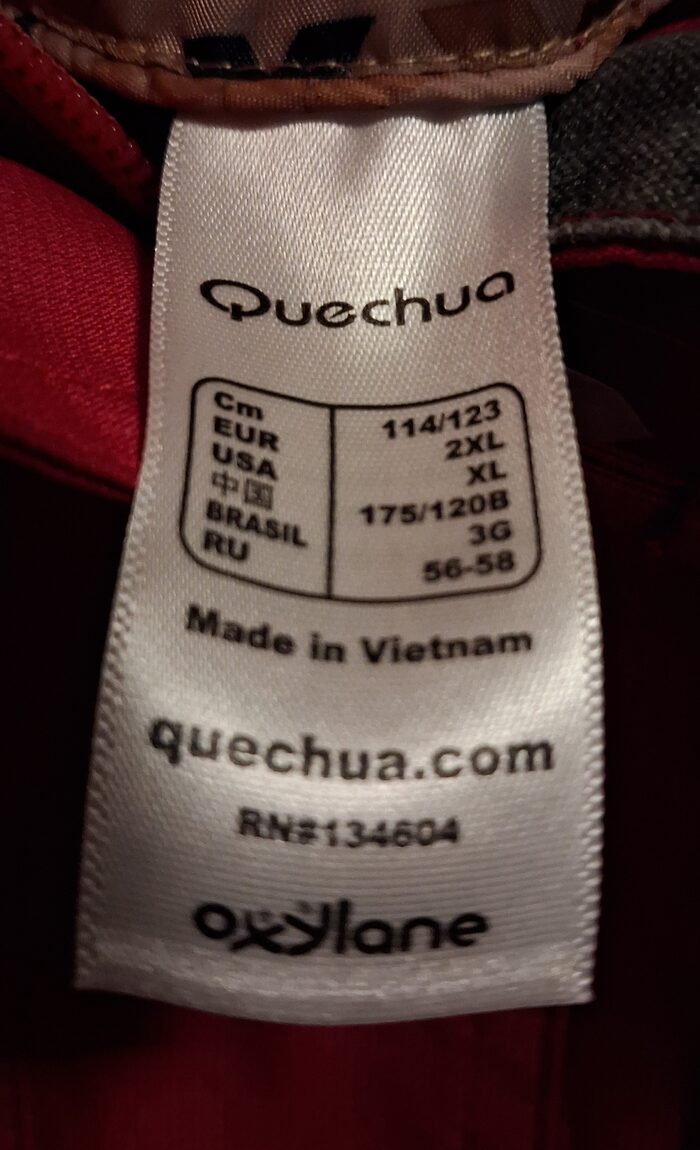 Quechua
Cm 114/123
EUR 2XL
USA XL
中国 175/120B
BRASIL 3G
RU 56-58
Made in Vietnam
quechua.com
RN#134604
oxylane